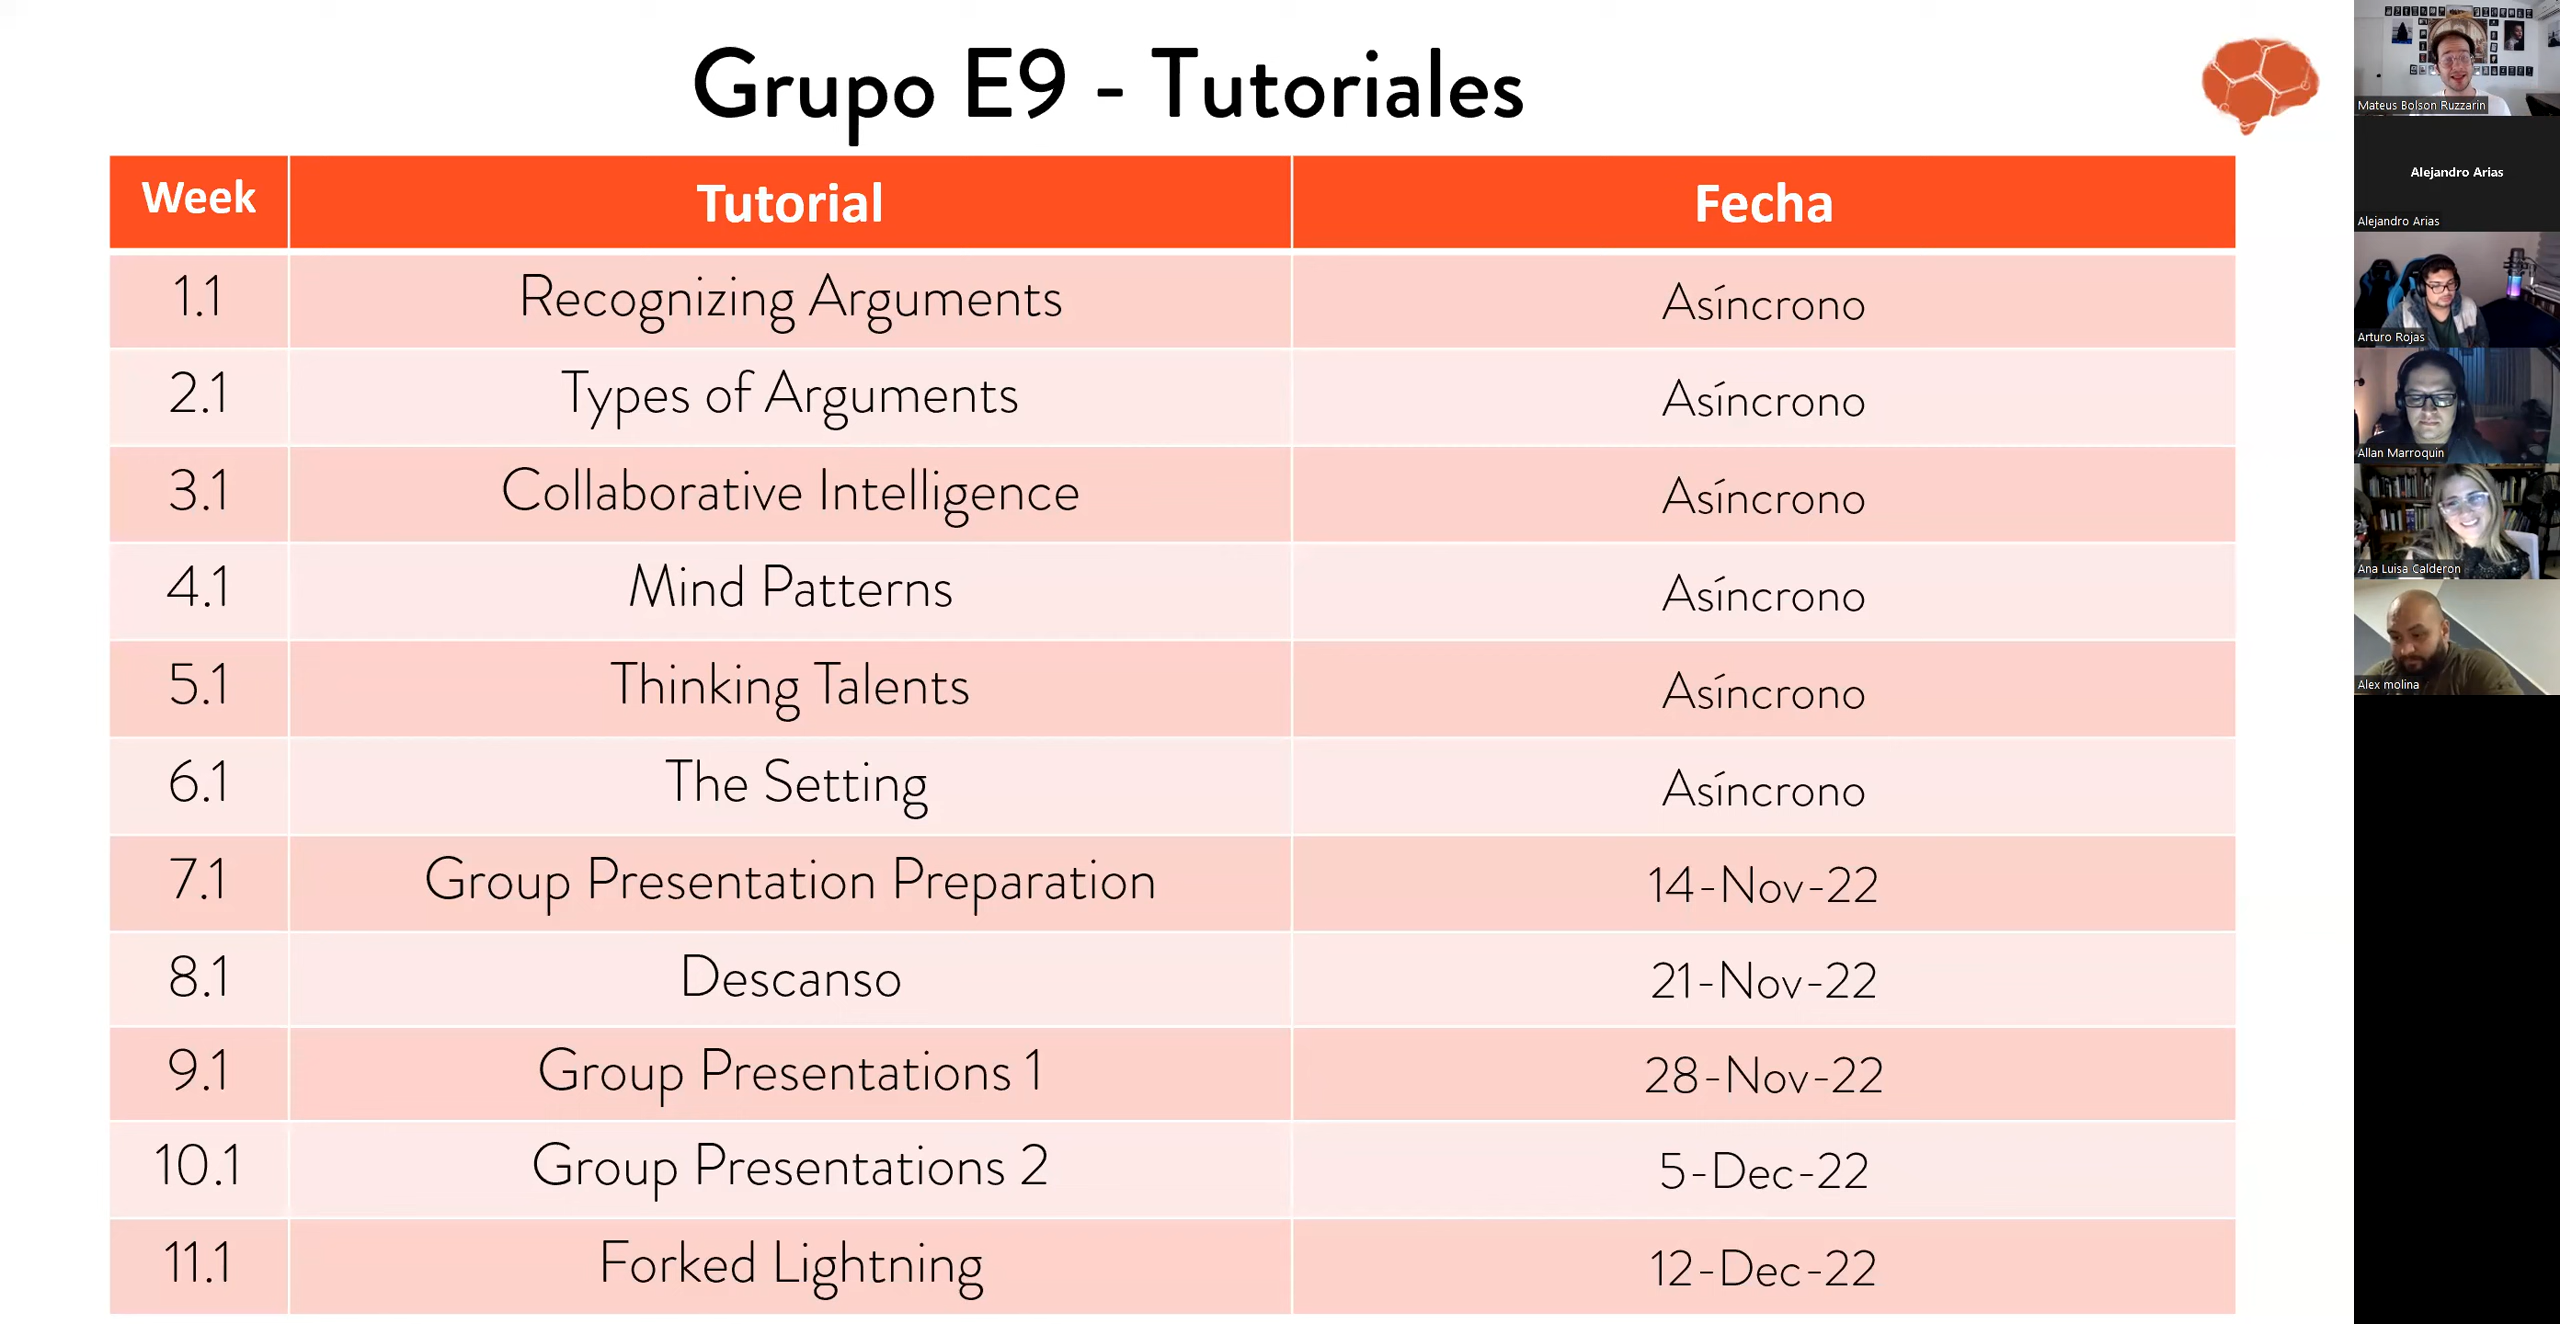 Grupo E9 - Tutoriales
Week Tutorial Fecha
1.1 Recognizing Arguments Asíncrono
2.1 Types of Arguments Asíncrono
3.1 Collaborative Intelligence Asíncrono
4.1 Mind Patterns Asíncrono
5.1 Thinking Talents Asíncrono
6.1 The Setting Asíncrono
7.1 Group Presentation Preparation 14-Nov-22
8.1 Descanso 21-Nov-22
9.1 Group Presentations 1 28-Nov-22
10.1 Group Presentations 2 5-Dec-22
11.1 Forked Lightning 12-Dec-22
Mateus Bolson Ruzzarin
Alejandro Arias
Alejandro Arias
Arturo Rojas
Allan Marroquín
Ana Luisa Calderon
Alex molina